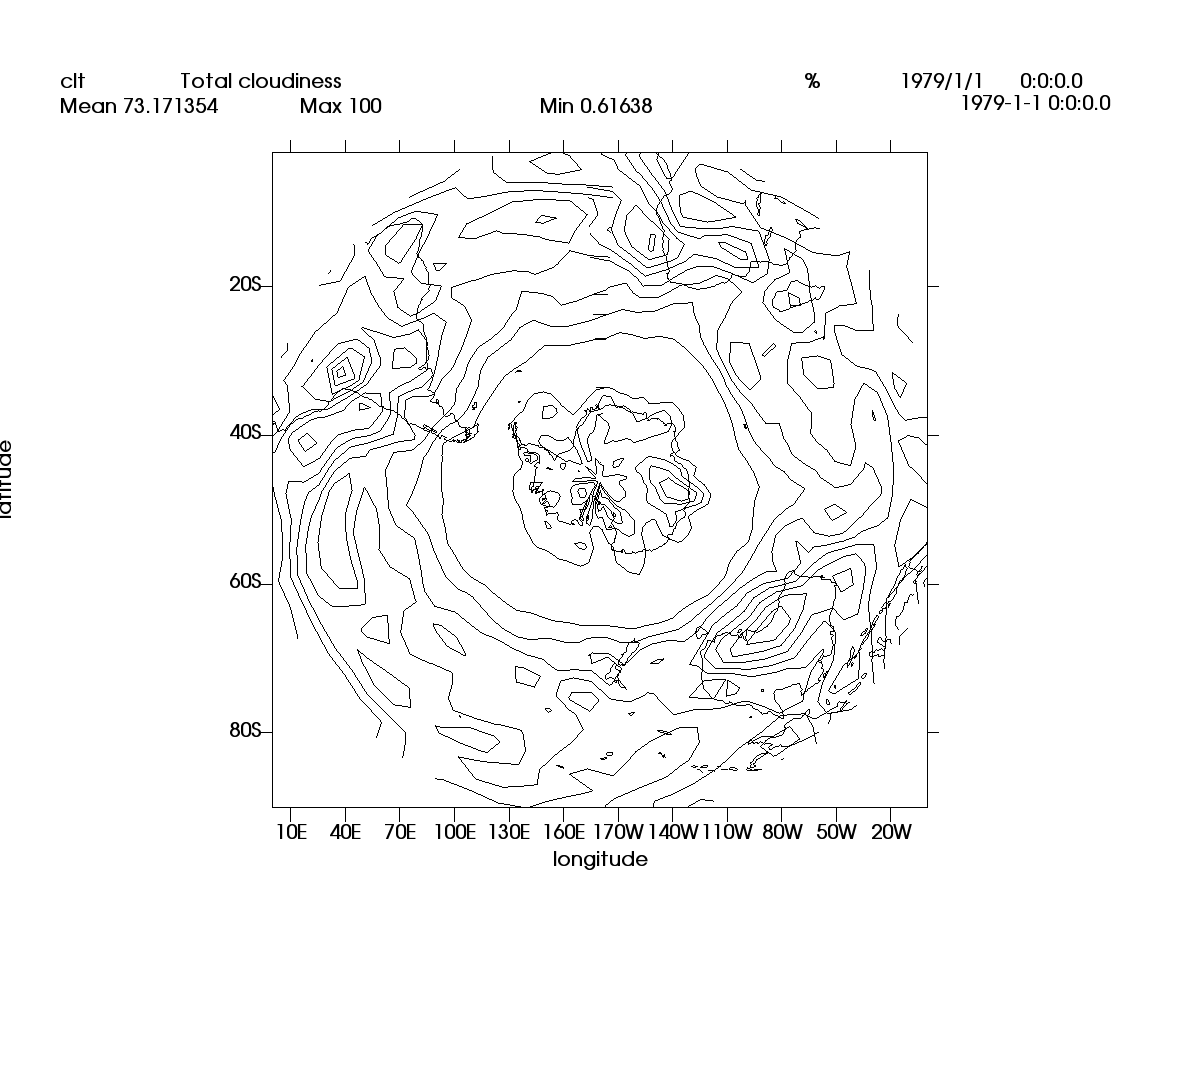 clt Total cloudiness % 1979/1/1 0:0:0.0
Mean 73.171354 Max 100 Min 0.61638 1979-1-1 0:0:0.0
20S
40S
latitude
60S
80S
10E 40E 70E 100E 130E 160E 170W 140W 110W 80W 50W 20W
longitude